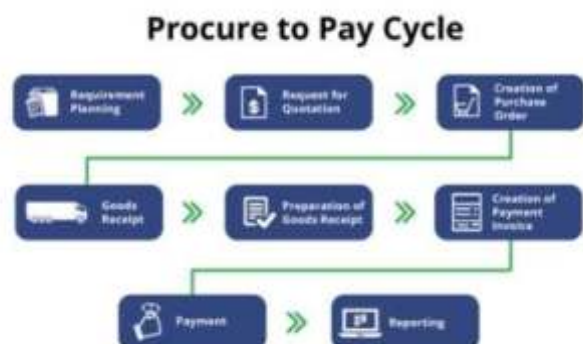 Procure to Pay Cycle
Requirement
Planning
Request for
Quotation
Creation of
Purchase
Order
Goods
Receipt
Preparation of
Goods Receipt
Creation of
Payment
Invoice
Payment
Reporting